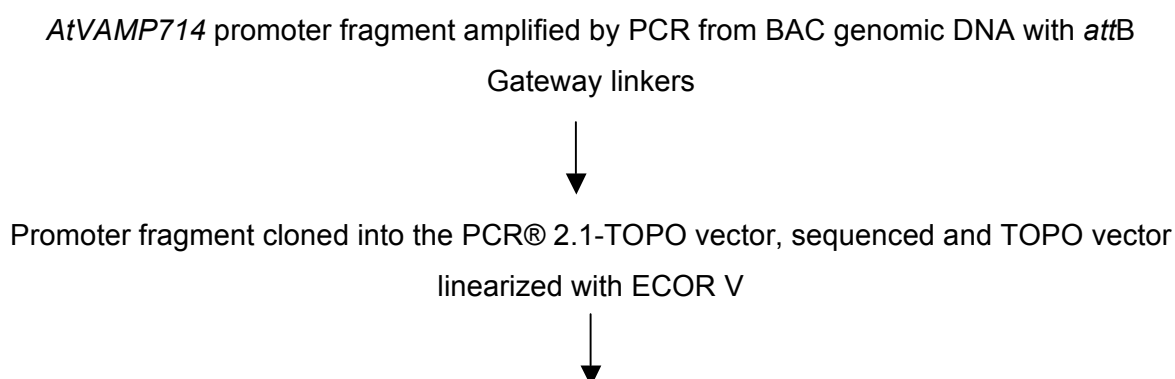 AtVAMP714 promoter fragment amplified by PCR from BAC genomic DNA with attB
Gateway linkers
Promoter fragment cloned into the PCR® 2.1-TOPO vector, sequenced and TOPO vector
linearized with ECOR V